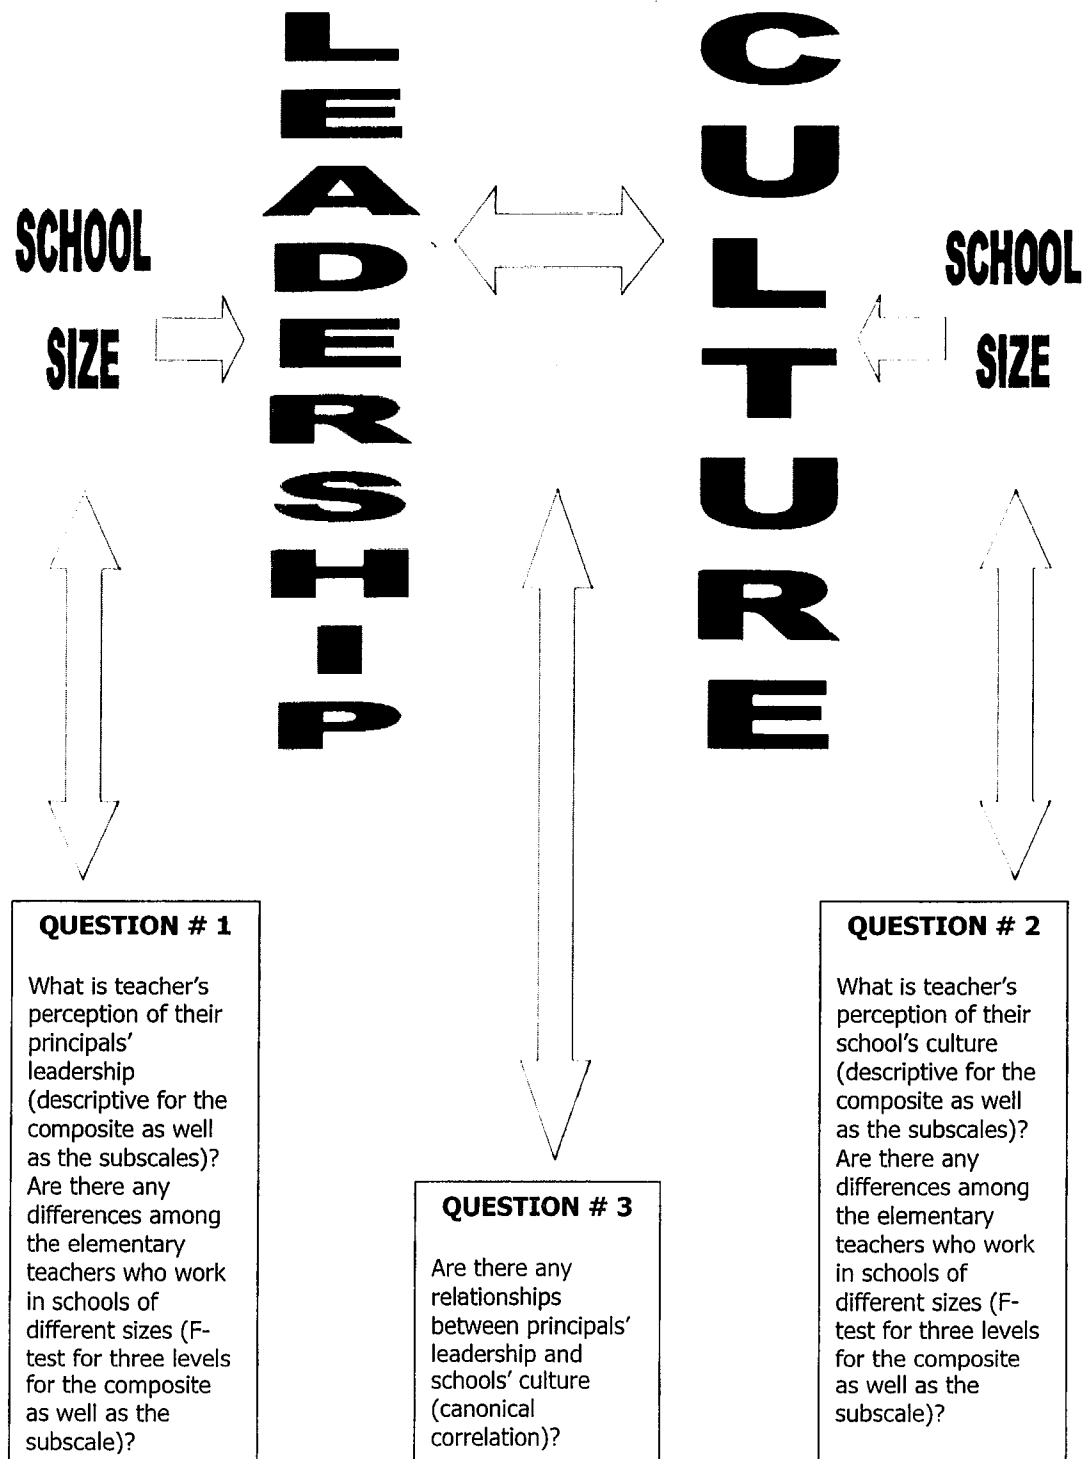 LEADERSHIP
CULTURE
SCHOOL
SIZE
SCHOOL
SIZE
QUESTION # 1
What is teacher's
perception of their
principals'
leadership
(descriptive for the
composite as well
as the subscales)?
Are there any
differences among
the elementary
teachers who work
in schools of
different sizes (F-
test for three levels
for the composite
as well as the
subscale)?
QUESTION # 3
Are there any
relationships
between principals'
leadership and
schools' culture
(canonical
correlation)?
QUESTION # 2
What is teacher's
perception of their
school's culture
(descriptive for the
composite as well
as the subscales)?
Are there any
differences among
the elementary
teachers who work
in schools of
different sizes (F-
test for three levels
for the composite
as well as the
subscale)?